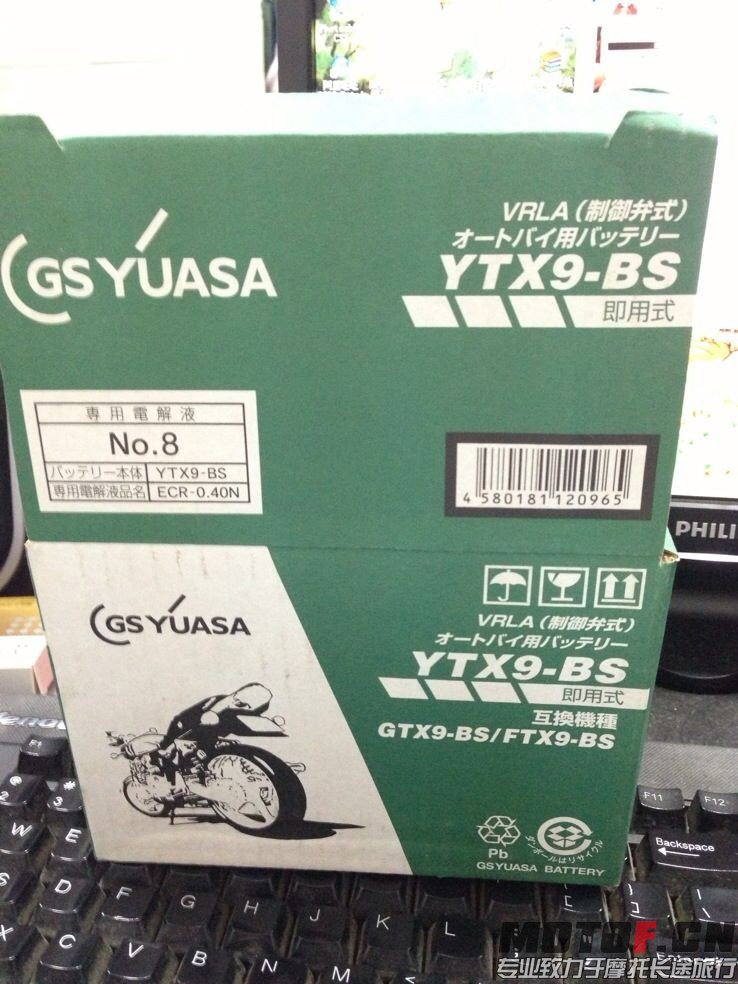 GS YUASA
VRLA(制御弁式)
オートバイ用バッテリー
YTX9-BS
即用式
専用電解液
No.8
バッテリー本体 YTX9-BS
専用電解液品名 ECR-0.40N
4 580181 120965
PHILI
GS YUASA
VRLA(制御弁式)
オートバイ用バッテリー
YTX9-BS
即用式
互換機種
GTX9-BS/FTX9-BS
Pb
ダンボールはリサイクル
GSYUASA BATTERY
Lenovo
F1
F11
F12
2
3
Backspace
W
E
S
D
F
G
H
J
K
L
X
C
V
B
N
M
MOTOF.CN
专业致力于摩托长途旅行